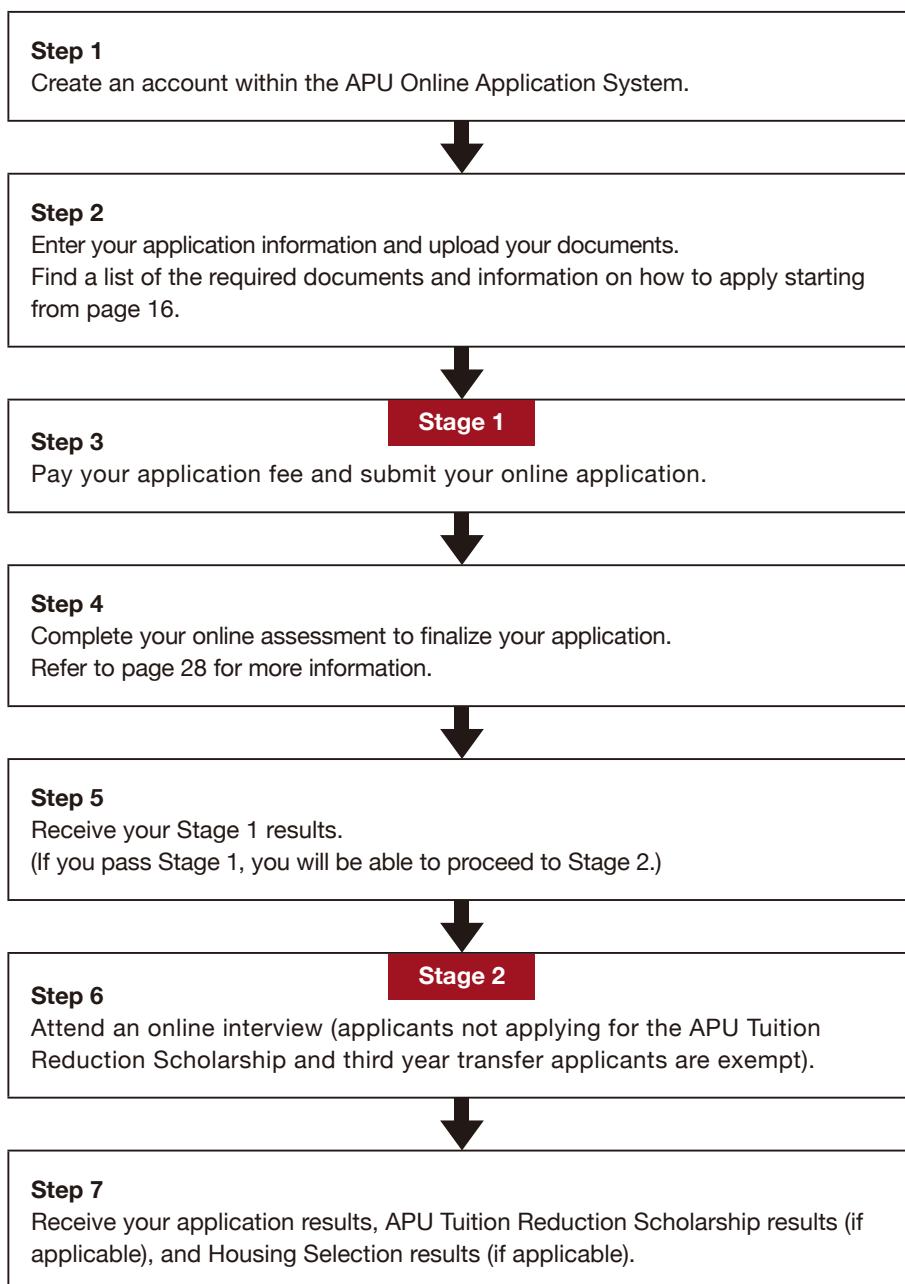 Step 1
Create an account within the APU Online Application System.
Step 2
Enter your application information and upload your documents.
Find a list of the required documents and information on how to apply starting
from page 16.
Stage 1
Step 3
Pay your application fee and submit your online application.
Step 4
Complete your online assessment to finalize your application.
Refer to page 28 for more information.
Step 5
Receive your Stage 1 results.
(If you pass Stage 1, you will be able to proceed to Stage 2.)
Stage 2
Step 6
Attend an online interview (applicants not applying for the APU Tuition
Reduction Scholarship and third year transfer applicants are exempt).
Step 7
Receive your application results, APU Tuition Reduction Scholarship results (if
applicable), and Housing Selection results (if applicable).